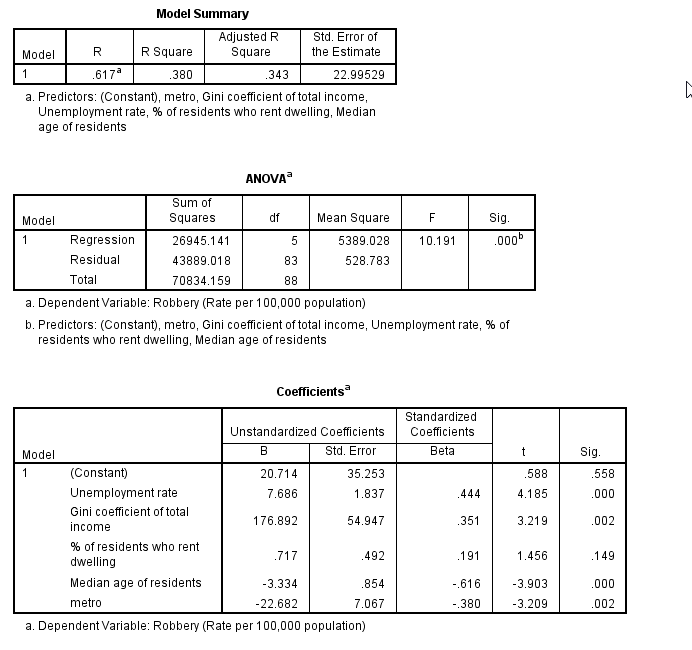 Model Summary
Model R R Square Adjusted R Square Std. Error of the Estimate
1 .617a .380 .343 22.99529
a. Predictors: (Constant), metro, Gini coefficient of total income,
Unemployment rate, % of residents who rent dwelling, Median
age of residents
ANOVAa
Model Sum of Squares df Mean Square F Sig.
1 Regression 26945.141 5 5389.028 10.191 .000b
Residual 43889.018 83 528.783
Total 70834.159 88
a. Dependent Variable: Robbery (Rate per 100,000 population)
b. Predictors: (Constant), metro, Gini coefficient of total income, Unemployment rate, % of
residents who rent dwelling, Median age of residents
Coefficientsa
Unstandardized Coefficients Standardized Coefficients
Model B Std. Error Beta t Sig.
1 (Constant) 20.714 35.253 .588 .558
Unemployment rate 7.686 1.837 .444 4.185 .000
Gini coefficient of total income 176.892 54.947 .351 3.219 .002
% of residents who rent dwelling .717 .492 .191 1.456 .149
Median age of residents -3.334 .854 -.616 -3.903 .000
metro -22.682 7.067 -.380 -3.209 .002
a. Dependent Variable: Robbery (Rate per 100,000 population)